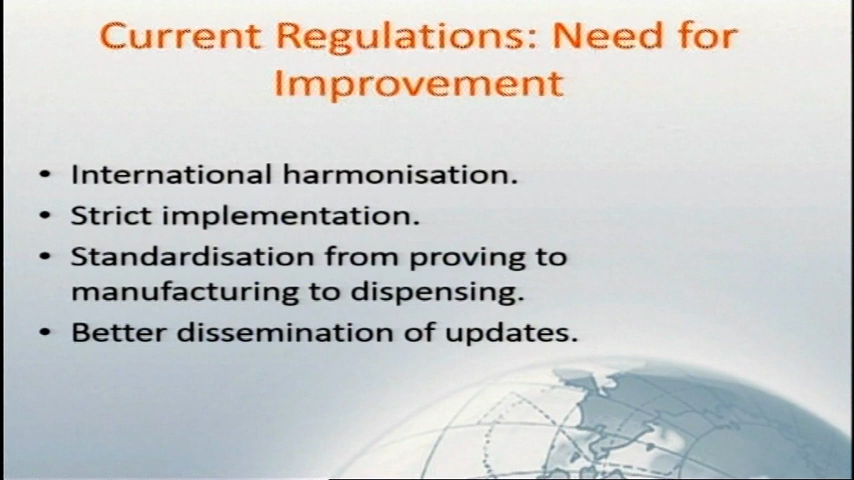 Current Regulations: Need for
Improvement
• International harmonisation.
• Strict implementation.
• Standardisation from proving to
manufacturing to dispensing.
• Better dissemination of updates.